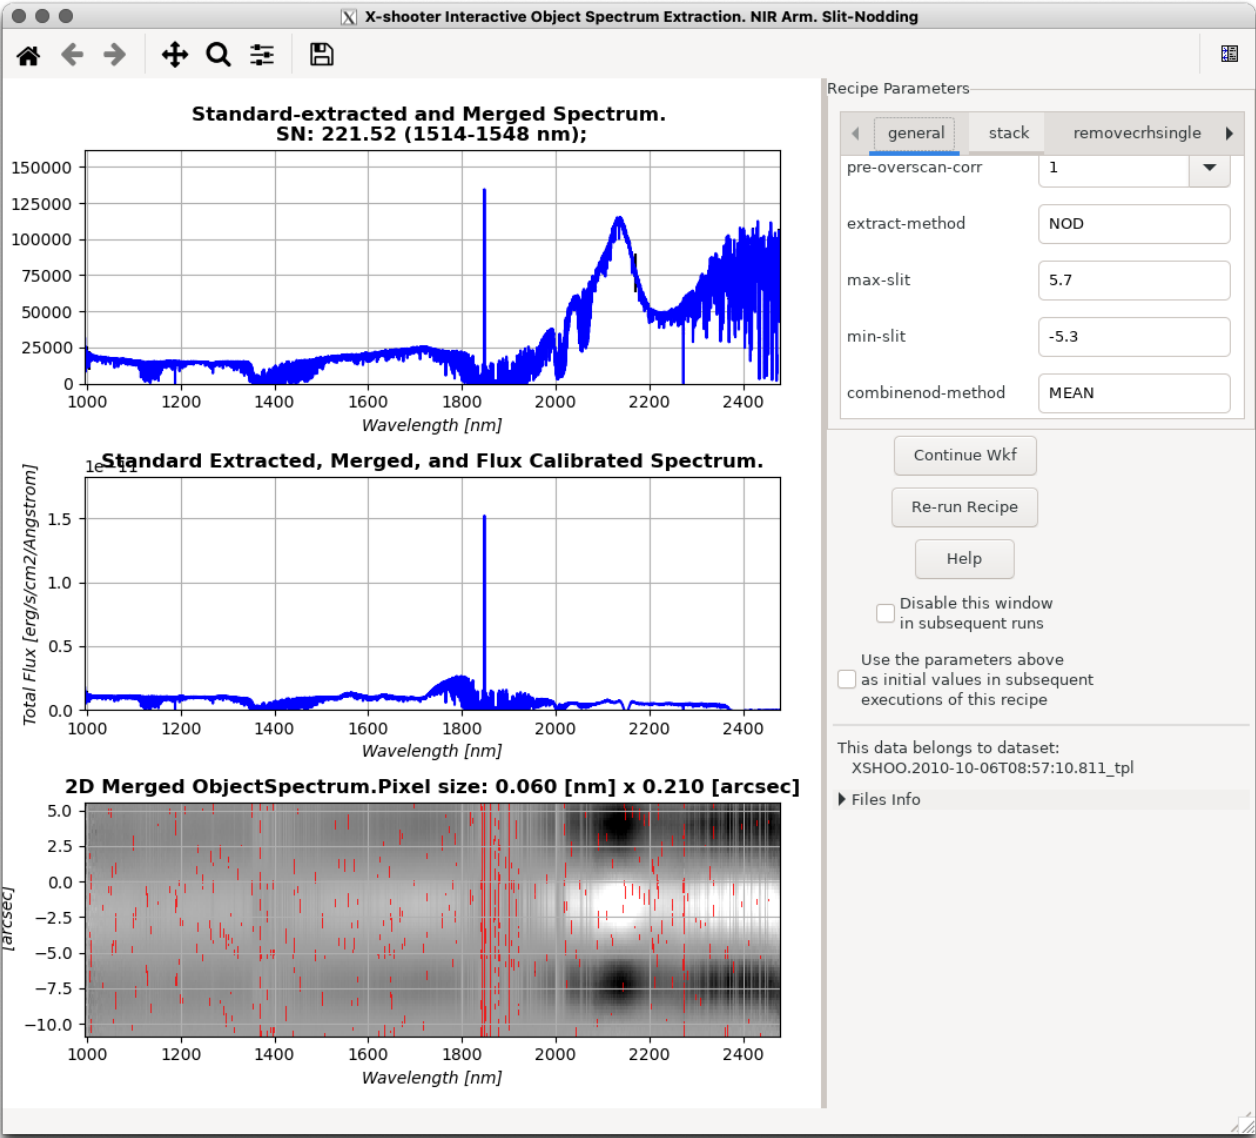 X-shooter Interactive Object Spectrum Extraction. NIR Arm. Slit-Nodding
Standard-extracted and Merged Spectrum.
SN: 221.52 (1514-1548 nm);
150000
125000
100000
75000
50000
25000
0
1000 1200 1400 1600 1800 2000 2200 2400
Wavelength [nm]
1e-11
Standard Extracted, Merged, and Flux Calibrated Spectrum.
Total Flux [erg/s/cm2/Angstrom]
1.5
1.0
0.5
0.0
1000 1200 1400 1600 1800 2000 2200 2400
Wavelength [nm]
2D Merged ObjectSpectrum.Pixel size: 0.060 [nm] x 0.210 [arcsec]
[arcsec]
5.0
2.5
0.0
−2.5
−5.0
−7.5
−10.0
1000 1200 1400 1600 1800 2000 2200 2400
Wavelength [nm]
Recipe Parameters
general stack removecrhsingle
pre-overscan-corr 1
extract-method NOD
max-slit 5.7
min-slit -5.3
combinenod-method MEAN
Continue Wkf
Re-run Recipe
Help
Disable this window
in subsequent runs
Use the parameters above
as initial values in subsequent
executions of this recipe
This data belongs to dataset:
XSHOO.2010-10-06T08:57:10.811_tpl
Files Info